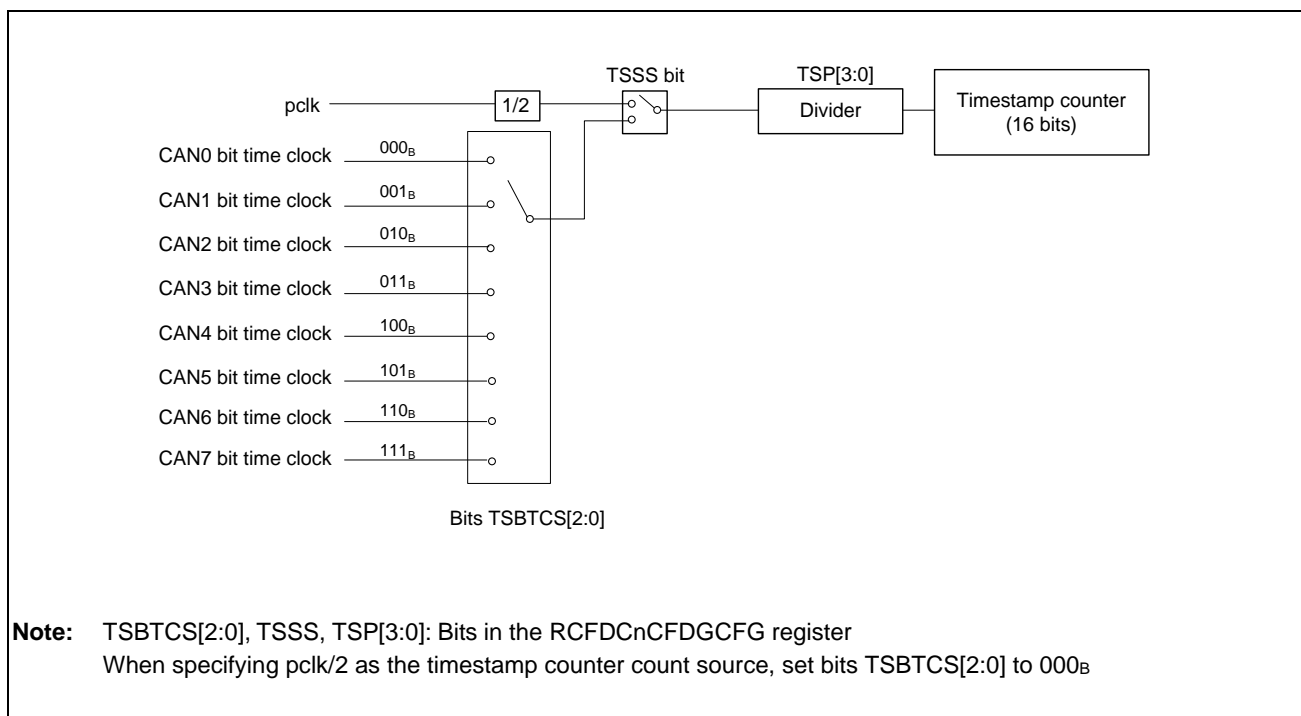 TSSS bit
TSP[3:0]
pclk
1/2
Divider
Timestamp counter
(16 bits)
CAN0 bit time clock 000B
CAN1 bit time clock 001B
CAN2 bit time clock 010B
CAN3 bit time clock 011B
CAN4 bit time clock 100B
CAN5 bit time clock 101B
CAN6 bit time clock 110B
CAN7 bit time clock 111B
Bits TSBTCS[2:0]
Note: TSBTCS[2:0], TSSS, TSP[3:0]: Bits in the RCFDCnCFDGCFG register
When specifying pclk/2 as the timestamp counter count source, set bits TSBTCS[2:0] to 000B